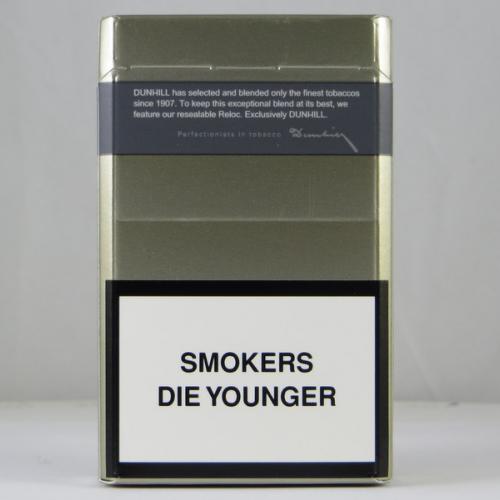 DUNHILL has selected and blended only the finest tobaccos
since 1907. To keep this exceptional blend at its best, we
feature our resealable Reloc. Exclusively DUNHILL.
Perfectionists in tobacco Dunhill
SMOKERS
DIE YOUNGER